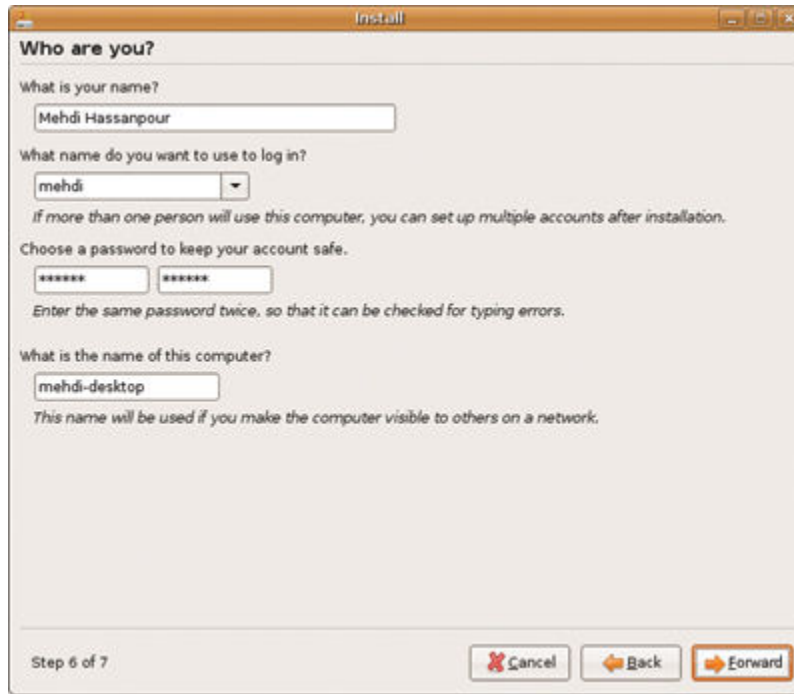 Install
Who are you?
What is your name?
Mehdi Hassanpour
What name do you want to use to log in?
mehdi
If more than one person will use this computer, you can set up multiple accounts after installation.
Choose a password to keep your account safe.
****** ******
Enter the same password twice, so that it can be checked for typing errors.
What is the name of this computer?
mehdi-desktop
This name will be used if you make the computer visible to others on a network.
Step 6 of 7 Cancel Back Forward